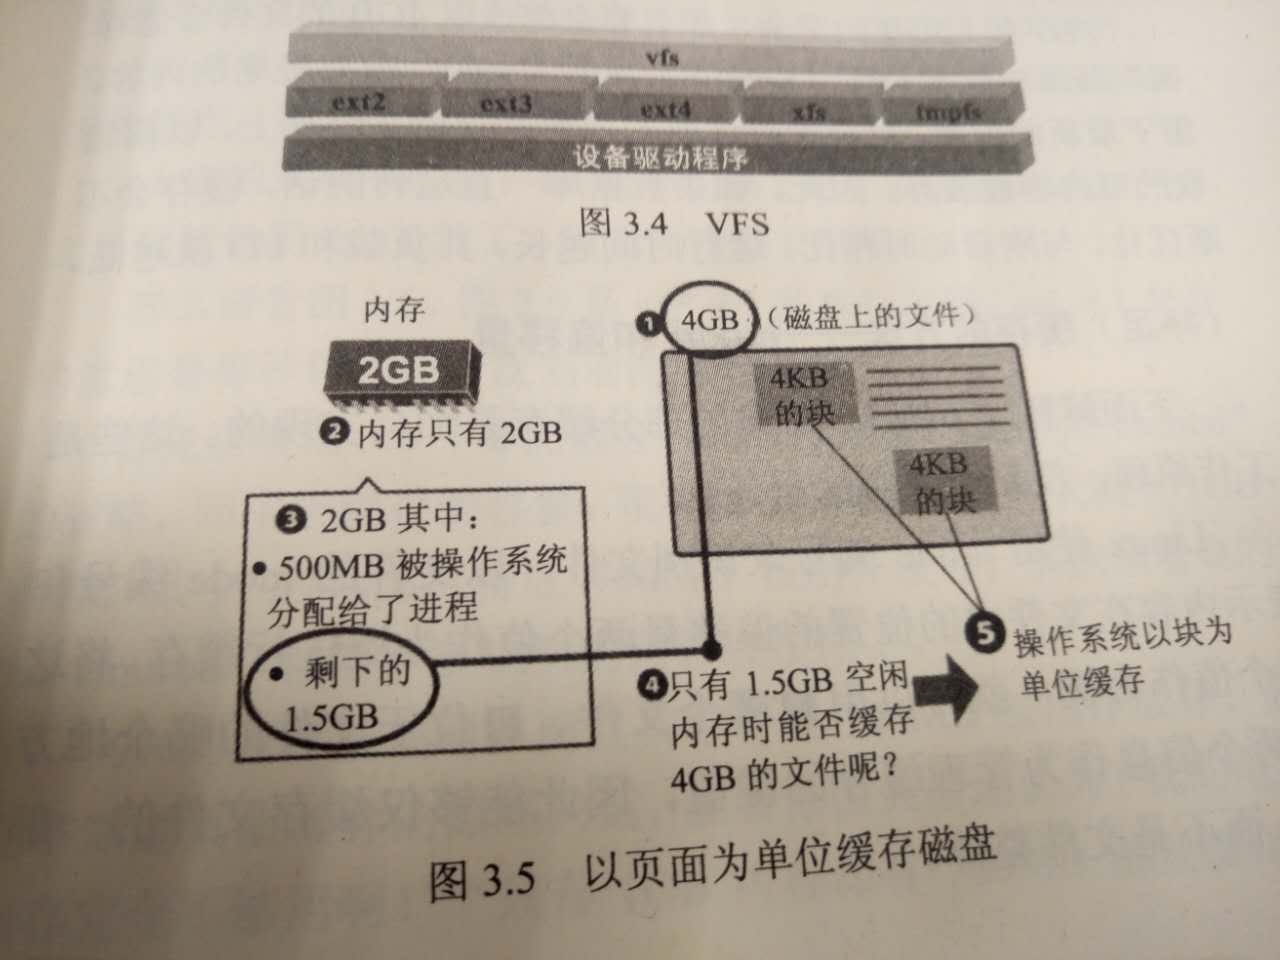 vfs
ext2 ext3 ext4 xfs tmpfs
设备驱动程序
图 3.4 VFS
内存
2GB
❷内存只有 2GB
❸ 2GB 其中：
• 500MB 被操作系统
分配给了进程
• 剩下的
1.5GB
❶ 4GB（磁盘上的文件）
4KB
的块
4KB
的块
❹只有 1.5GB 空闲
内存时能否缓存
4GB 的文件呢？
❺ 操作系统以块为
单位缓存
图 3.5 以页面为单位缓存磁盘